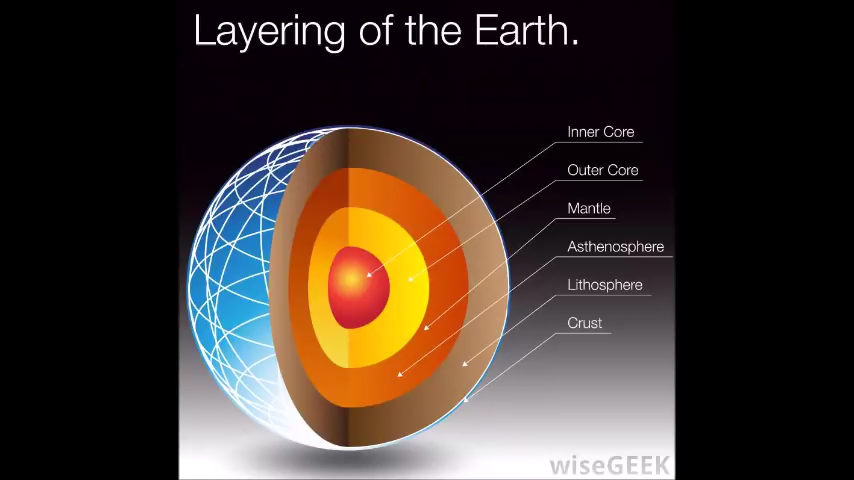 Layering of the Earth.
Inner Core
Outer Core
Mantle
Asthenosphere
Lithosphere
Crust
wiseGEEK